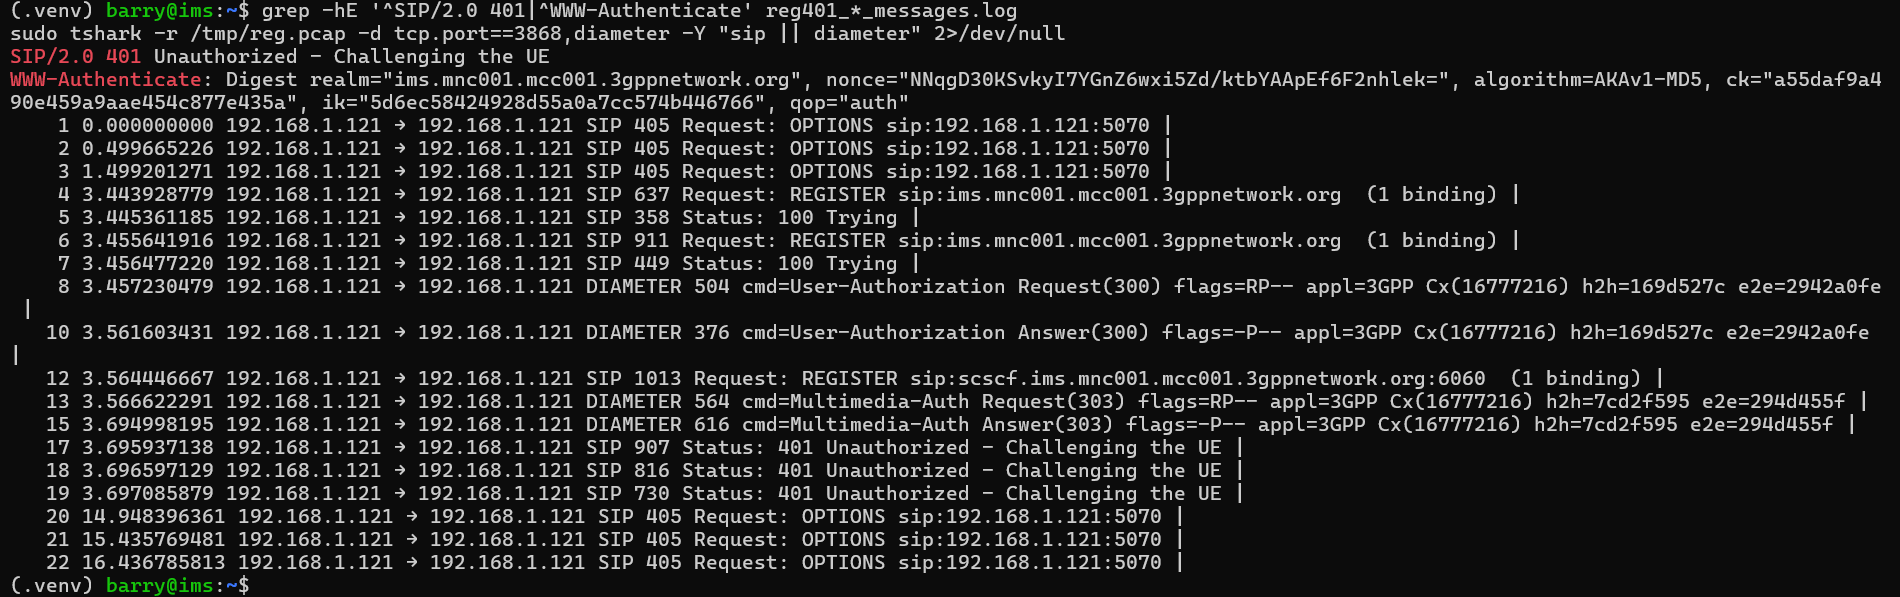 (.venv) barry@ims:~$ grep -hE '^SIP/2.0 401|^WWW-Authenticate' reg401_*_messages.log
sudo tshark -r /tmp/reg.pcap -d tcp.port==3868,diameter -Y "sip || diameter" 2>/dev/null
SIP/2.0 401 Unauthorized - Challenging the UE
WWW-Authenticate: Digest realm="ims.mnc001.mcc001.3gppnetwork.org", nonce="NNqgD30KSvkyI7YGnZ6wxi5Zd/ktbYAApEf6F2nhlek=", algorithm=AKAv1-MD5, ck="a55daf9a4
90e459a9aae454c877e435a", ik="5d6ec58424928d55a0a7cc574b446766", qop="auth"
    1 0.000000000 192.168.1.121 → 192.168.1.121 SIP 405 Request: OPTIONS sip:192.168.1.121:5070 |
    2 0.499665226 192.168.1.121 → 192.168.1.121 SIP 405 Request: OPTIONS sip:192.168.1.121:5070 |
    3 1.499201271 192.168.1.121 → 192.168.1.121 SIP 405 Request: OPTIONS sip:192.168.1.121:5070 |
    4 3.443928779 192.168.1.121 → 192.168.1.121 SIP 637 Request: REGISTER sip:ims.mnc001.mcc001.3gppnetwork.org  (1 binding) |
    5 3.445361185 192.168.1.121 → 192.168.1.121 SIP 358 Status: 100 Trying |
    6 3.455641916 192.168.1.121 → 192.168.1.121 SIP 911 Request: REGISTER sip:ims.mnc001.mcc001.3gppnetwork.org  (1 binding) |
    7 3.456477220 192.168.1.121 → 192.168.1.121 SIP 449 Status: 100 Trying |
    8 3.457230479 192.168.1.121 → 192.168.1.121 DIAMETER 504 cmd=User-Authorization Request(300) flags=RP-- appl=3GPP Cx(16777216) h2h=169d527c e2e=2942a0fe
 |
   10 3.561603431 192.168.1.121 → 192.168.1.121 DIAMETER 376 cmd=User-Authorization Answer(300) flags=-P-- appl=3GPP Cx(16777216) h2h=169d527c e2e=2942a0fe
|
   12 3.564446667 192.168.1.121 → 192.168.1.121 SIP 1013 Request: REGISTER sip:scscf.ims.mnc001.mcc001.3gppnetwork.org:6060  (1 binding) |
   13 3.566622291 192.168.1.121 → 192.168.1.121 DIAMETER 564 cmd=Multimedia-Auth Request(303) flags=RP-- appl=3GPP Cx(16777216) h2h=7cd2f595 e2e=294d455f |
   15 3.694998195 192.168.1.121 → 192.168.1.121 DIAMETER 616 cmd=Multimedia-Auth Answer(303) flags=-P-- appl=3GPP Cx(16777216) h2h=7cd2f595 e2e=294d455f |
   17 3.695937138 192.168.1.121 → 192.168.1.121 SIP 907 Status: 401 Unauthorized - Challenging the UE |
   18 3.696597129 192.168.1.121 → 192.168.1.121 SIP 816 Status: 401 Unauthorized - Challenging the UE |
   19 3.697085879 192.168.1.121 → 192.168.1.121 SIP 730 Status: 401 Unauthorized - Challenging the UE |
   20 14.948396361 192.168.1.121 → 192.168.1.121 SIP 405 Request: OPTIONS sip:192.168.1.121:5070 |
   21 15.435769481 192.168.1.121 → 192.168.1.121 SIP 405 Request: OPTIONS sip:192.168.1.121:5070 |
   22 16.436785813 192.168.1.121 → 192.168.1.121 SIP 405 Request: OPTIONS sip:192.168.1.121:5070 |
(.venv) barry@ims:~$